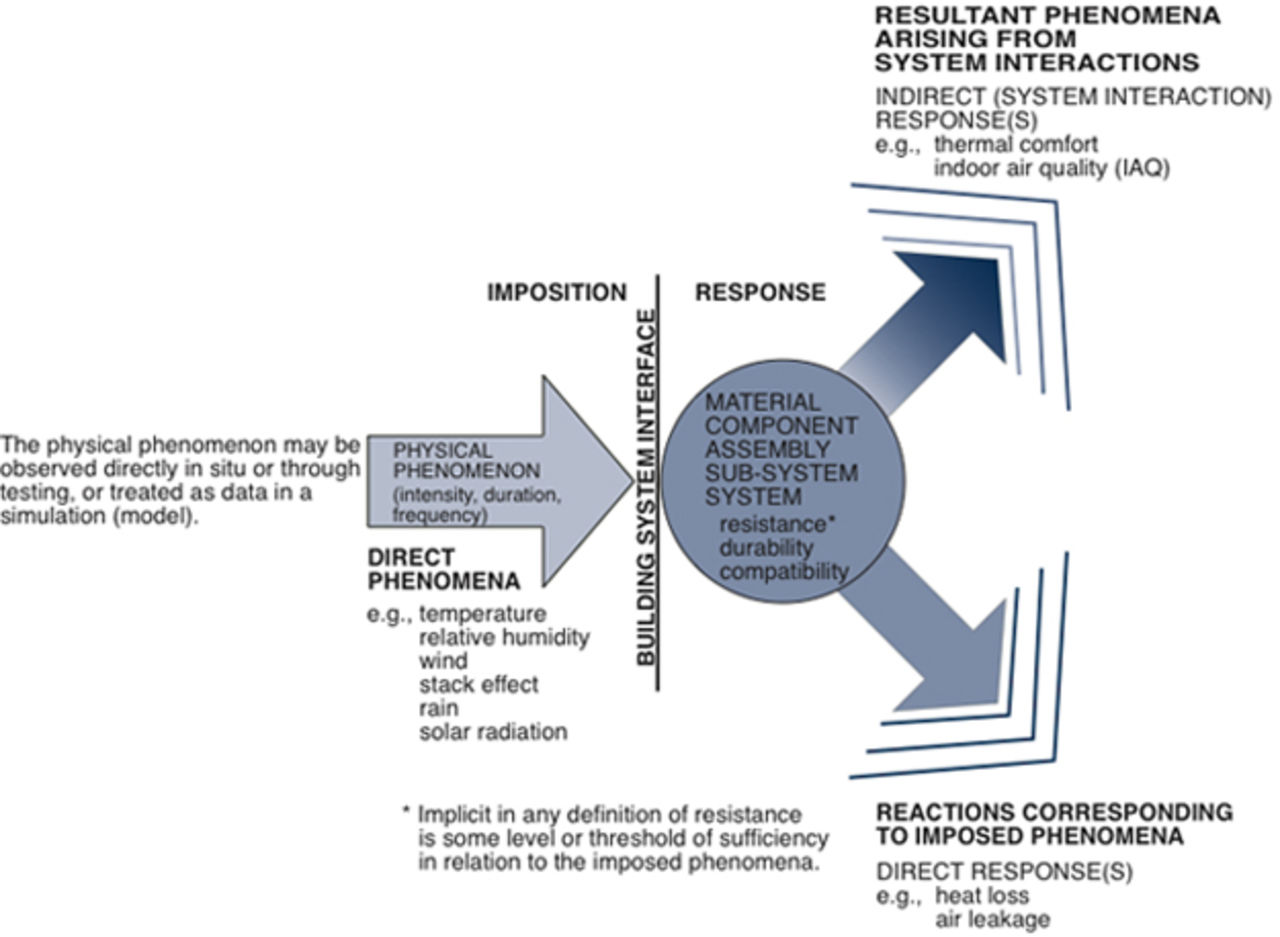 RESULTANT PHENOMENA
ARISING FROM
SYSTEM INTERACTIONS
INDIRECT (SYSTEM INTERACTION)
RESPONSE(S)
e.g., thermal comfort
indoor air quality (IAQ)
IMPOSITION
RESPONSE
BUILDING SYSTEM INTERFACE
The physical phenomenon may be
observed directly in situ or through
testing, or treated as data in a
simulation (model).
PHYSICAL
PHENOMENON
(intensity, duration,
frequency)
DIRECT
PHENOMENA
e.g., temperature
relative humidity
wind
stack effect
rain
solar radiation
MATERIAL
COMPONENT
ASSEMBLY
SUB-SYSTEM
SYSTEM
resistance*
durability
compatibility
* Implicit in any definition of resistance
is some level or threshold of sufficiency
in relation to the imposed phenomena.
REACTIONS CORRESPONDING
TO IMPOSED PHENOMENA
DIRECT RESPONSE(S)
e.g., heat loss
air leakage